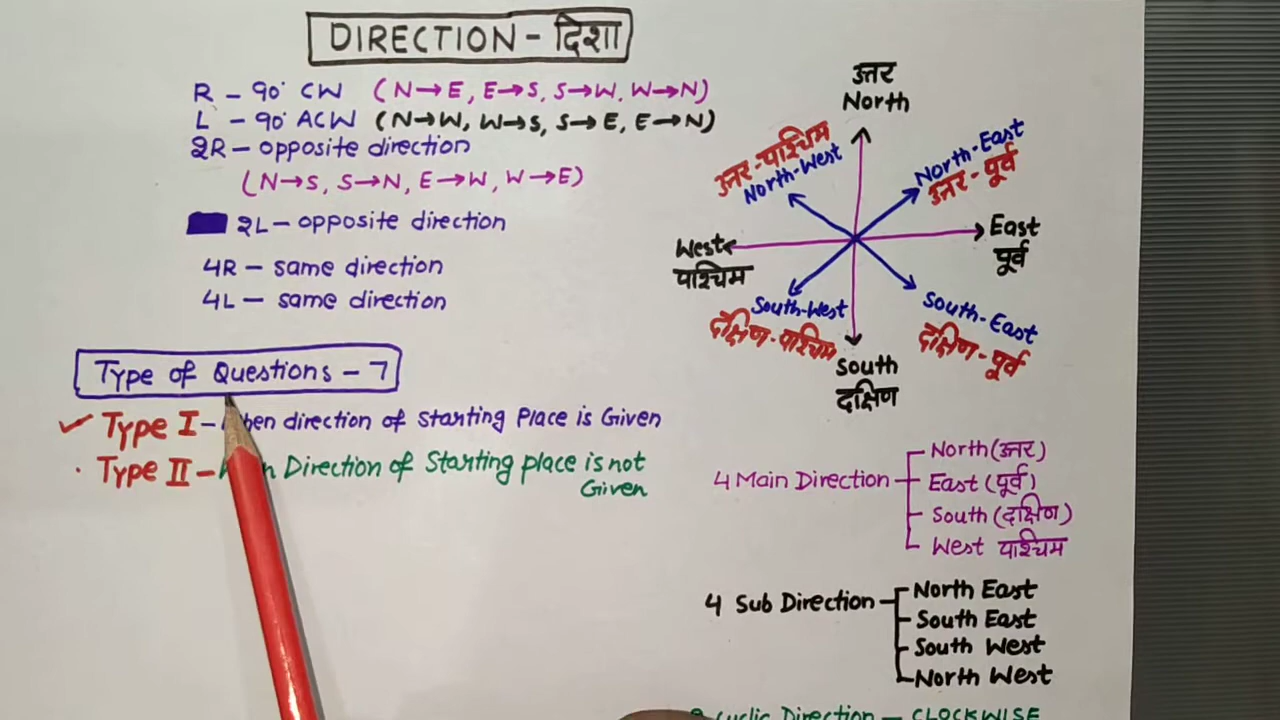 DIRECTION - दिशा
R - 90° CW (N→E, E→S, S→W, W→N)
L - 90° ACW (N→W, W→S, S→E, E→N)
2R - opposite direction
(N→S, S→N, E→W, W→E)
2L - opposite direction
4R - same direction
4L - same direction
Type of Questions - 7
Type I - When direction of Starting Place is Given
Type II - Direction of Starting place is not
Given
उत्तर
North
उत्तर-पश्चिम
North-West
North-East
उत्तर-पूर्व
West
पश्चिम
East
पूर्व
South-West
दक्षिण-पश्चिम
South-East
दक्षिण-पूर्व
South
दक्षिण
4 Main Direction
North (उत्तर)
East (पूर्व)
South (दक्षिण)
West पश्चिम
4 Sub Direction
North East
South East
South West
North West
cyclic Direction - CLOCKWISE